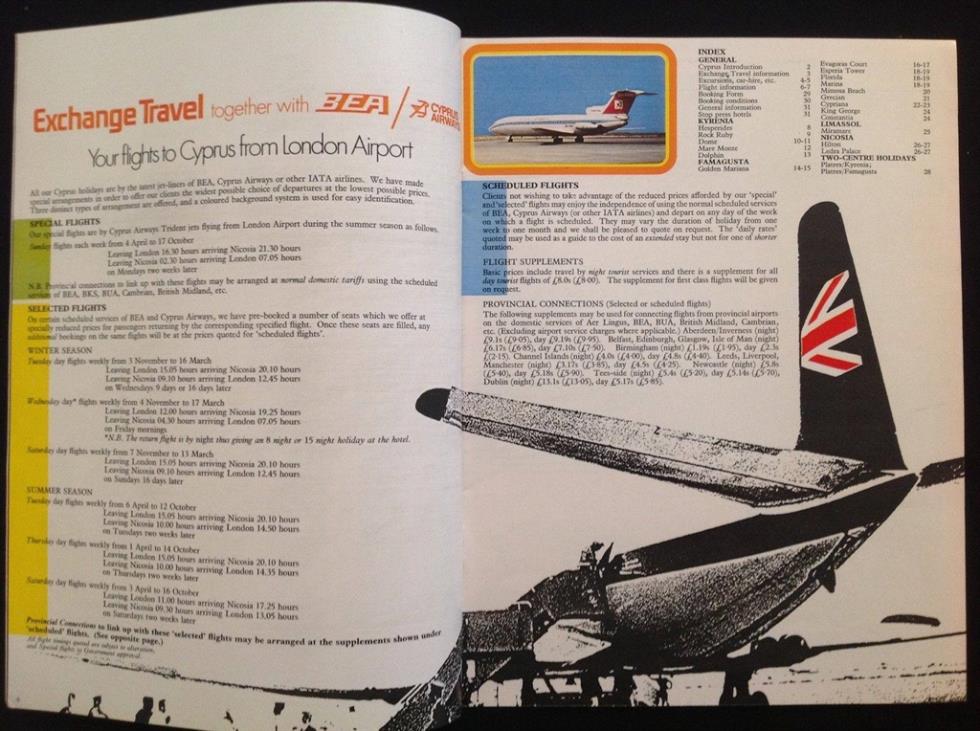 Exchange Travel together with BEA / CYPRUS AIRWAYS
Your flights to Cyprus from London Airport
All our Cyprus holidays are by the latest jet-liners of BEA, Cyprus Airways or other IATA airlines. We have made
special arrangements in order to offer our clients the widest possible choice of departures at the lowest possible prices.
Three distinct types of arrangement are offered, and a coloured background system is used for easy identification.
SPECIAL FLIGHTS
Our special flights are by Cyprus Airways Trident jets flying from London Airport during the summer season as follows.
Sunday flights each week from 4 April to 17 October
Leaving London 16.30 hours arriving Nicosia 21.30 hours
Leaving Nicosia 02.30 hours arriving London 07.05 hours
on Mondays two weeks later
N.B. Provincial connections to link up with these flights may be arranged at normal domestic tariffs using the scheduled
services of BEA, BKS, BUA, Cambrian, British Midland, etc.
SELECTED FLIGHTS
On certain scheduled services of BEA and Cyprus Airways, we have pre-booked a number of seats which we offer at
specially reduced prices for passengers returning by the corresponding specified flight. Once these seats are filled, any
additional bookings on the same flights will be at the prices quoted for 'scheduled flights'.
WINTER SEASON
Tuesday day flights weekly from 3 November to 16 March
Leaving London 15.05 hours arriving Nicosia 20.10 hours
Leaving Nicosia 09.10 hours arriving London 12.45 hours
on Wednesdays 9 days or 16 days later
Wednesday day* flights weekly from 4 November to 17 March
Leaving London 12.00 hours arriving Nicosia 19.25 hours
Leaving Nicosia 04.30 hours arriving London 07.05 hours
on Friday mornings
*N.B. The return flight is by night thus giving an 8 night or 15 night holiday at the hotel.
Saturday day flights weekly from 7 November to 13 March
Leaving London 15.05 hours arriving Nicosia 20.10 hours
Leaving Nicosia 09.10 hours arriving London 12.45 hours
on Sundays 16 days later
SUMMER SEASON
Tuesday day flights weekly from 6 April to 12 October
Leaving London 15.05 hours arriving Nicosia 20.10 hours
Leaving Nicosia 10.00 hours arriving London 14.50 hours
on Tuesdays two weeks later
Thursday day flights weekly from 1 April to 14 October
Leaving London 15.05 hours arriving Nicosia 20.10 hours
Leaving Nicosia 10.00 hours arriving London 14.35 hours
on Thursdays two weeks later
Saturday day flights weekly from 3 April to 16 October
Leaving London 11.00 hours arriving Nicosia 17.25 hours
Leaving Nicosia 09.30 hours arriving London 13.05 hours
on Saturdays two weeks later
Provincial Connections to link up with these 'selected' flights may be arranged at the supplements shown under
'scheduled' flights. (See opposite page.)
All flight timings quoted are subject to alteration,
and Special flights to Government approval.
INDEX
GENERAL
Cyprus Introduction 2
Exchange Travel information 3
Excursions, car-hire, etc. 4-5
Flight information 6-7
Booking Form 29
Booking conditions 30
General information 31
Stop press hotels 31
KYRENIA
Hesperides 8
Rock Ruby 9
Dome 10-11
Mare Monte 12
Dolphin 13
FAMAGUSTA
Golden Mariana 14-15
Evagoras Court 16-17
Esperia Tower 18-19
Florida 18-19
Marina 18-19
Mimosa Beach 20
Grecian 21
Cypriana 22-23
King George 24
Constantia 24
LIMASSOL
Miramare 25
NICOSIA
Hilton 26-27
Ledra Palace 26-27
TWO-CENTRE HOLIDAYS
Platres/Kyrenia;
Platres/Famagusta 28
SCHEDULED FLIGHTS
Clients not wishing to take advantage of the reduced prices afforded by our 'special'
and 'selected' flights may enjoy the independence of using the normal scheduled services
of BEA, Cyprus Airways (or other IATA airlines) and depart on any day of the week
on which a flight is scheduled. They may vary the duration of holiday from one
week to one month and we shall be pleased to quote on request. The 'daily rates'
quoted may be used as a guide to the cost of an extended stay but not for one of shorter
duration.
FLIGHT SUPPLEMENTS
Basic prices include travel by night tourist services and there is a supplement for all
day tourist flights of £8.0s (£8·00). The supplement for first class flights will be given
on request.
PROVINCIAL CONNECTIONS (Selected or scheduled flights)
The following supplements may be used for connecting flights from provincial airports
on the domestic services of Aer Lingus, BEA, BUA, British Midland, Cambrian,
etc. (Excluding airport service charges where applicable.) Aberdeen/Inverness (night)
£9.1s (£9·05), day £9.19s (£9·95). Belfast, Edinburgh, Glasgow, Isle of Man (night)
£6.17s (£6·85), day £7.10s (£7·50). Birmingham (night) £1.19s (£1·95), day £2.3s
(£2·15). Channel Islands (night) £4.0s (£4·00), day £4.8s (£4·40). Leeds, Liverpool,
Manchester (night) £3.17s (£3·85), day £4.5s (£4·25). Newcastle (night) £5.8s
(£5·40), day £5.18s (£5·90). Tees-side (night) £5.4s (£5·20), day £5.14s (£5·70),
Dublin (night) £13.1s (£13·05), day £5.17s (£5·85).